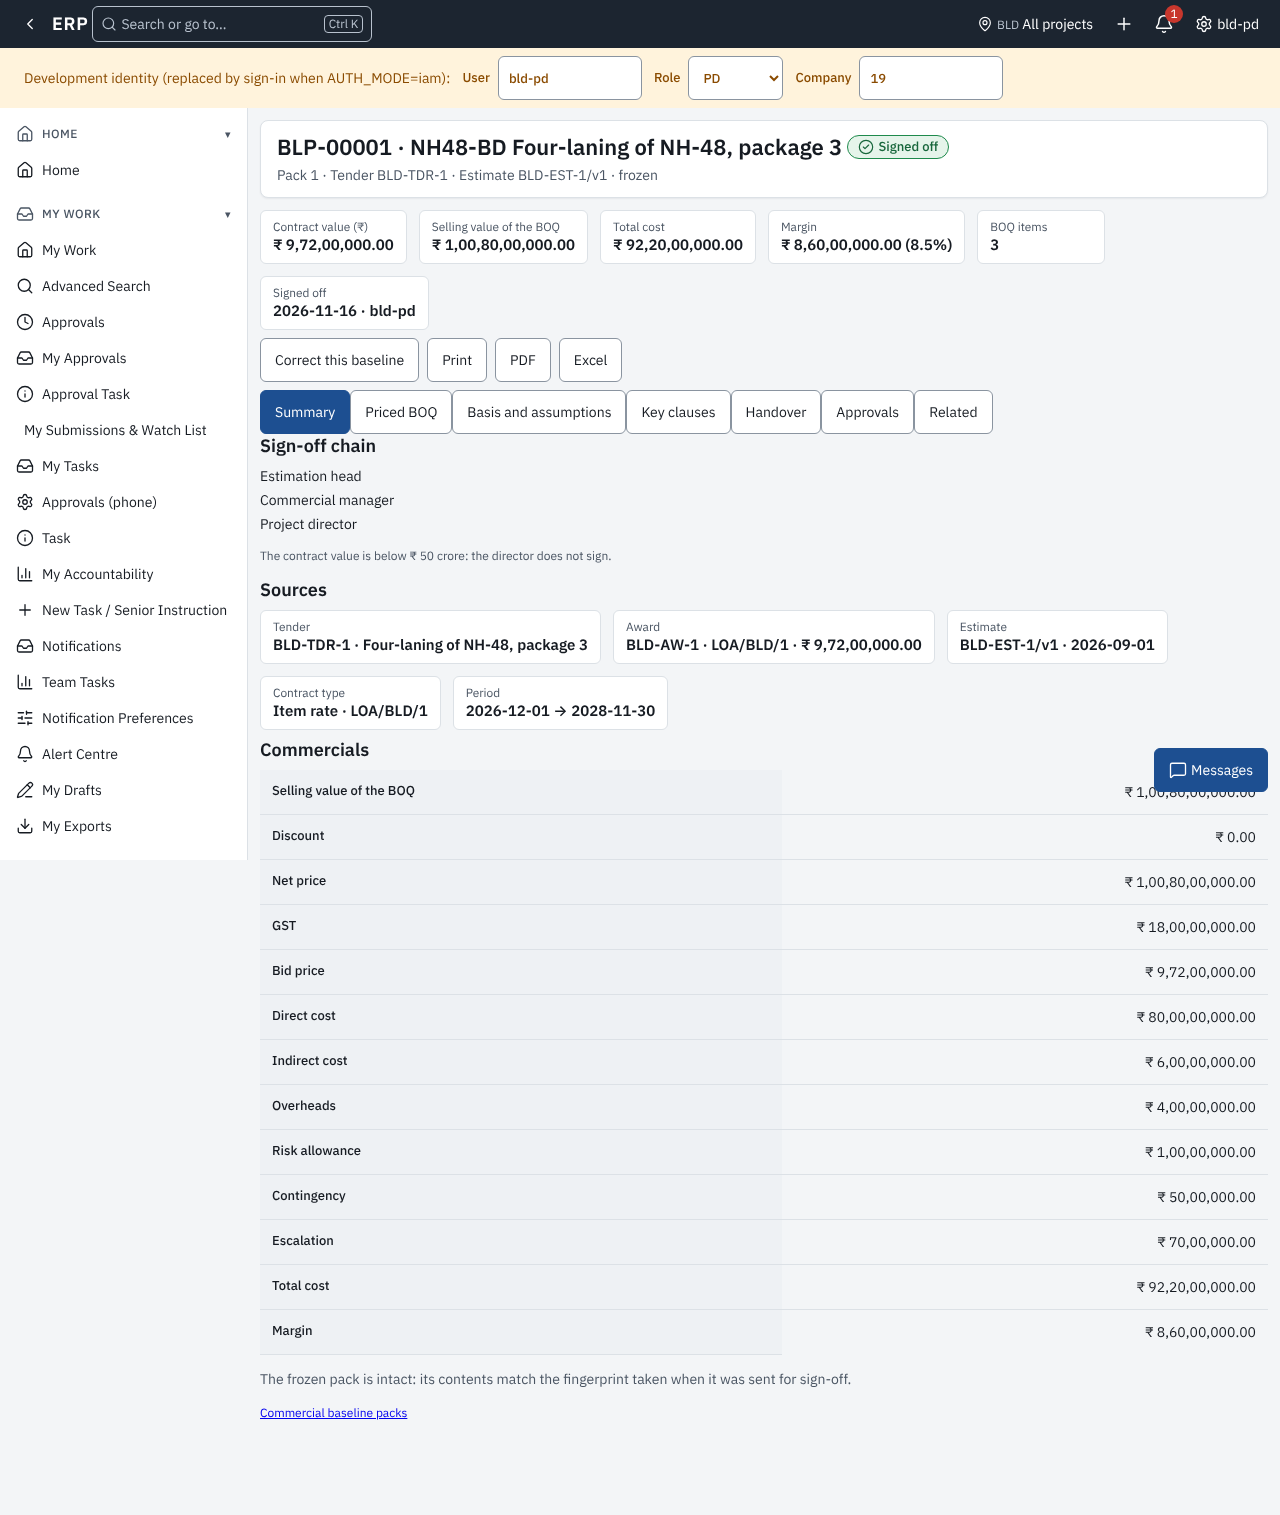 ERP
Search or go to...
Ctrl K
BLD All projects
1
bld-pd
Development identity (replaced by sign-in when AUTH_MODE=iam):
User
bld-pd
Role
PD
Company
19
HOME
Home
MY WORK
My Work
Advanced Search
Approvals
My Approvals
Approval Task
My Submissions & Watch List
My Tasks
Approvals (phone)
Task
My Accountability
New Task / Senior Instruction
Notifications
Team Tasks
Notification Preferences
Alert Centre
My Drafts
My Exports
BLP-00001 · NH48-BD Four-laning of NH-48, package 3
Signed off
Pack 1 · Tender BLD-TDR-1 · Estimate BLD-EST-1/v1 · frozen
Contract value (₹)
₹ 9,72,00,000.00
Selling value of the BOQ
₹ 1,00,80,00,000.00
Total cost
₹ 92,20,00,000.00
Margin
₹ 8,60,00,000.00 (8.5%)
BOQ items
3
Signed off
2026-11-16 · bld-pd
Correct this baseline
Print
PDF
Excel
Summary
Priced BOQ
Basis and assumptions
Key clauses
Handover
Approvals
Related
Sign-off chain
Estimation head
Commercial manager
Project director
The contract value is below ₹ 50 crore: the director does not sign.
Sources
Tender
BLD-TDR-1 · Four-laning of NH-48, package 3
Award
BLD-AW-1 · LOA/BLD/1 · ₹ 9,72,00,000.00
Estimate
BLD-EST-1/v1 · 2026-09-01
Contract type
Item rate · LOA/BLD/1
Period
2026-12-01 → 2028-11-30
Commercials
Messages
Selling value of the BOQ ₹ 1,00,80,00,000.00
Discount ₹ 0.00
Net price ₹ 1,00,80,00,000.00
GST ₹ 18,00,00,000.00
Bid price ₹ 9,72,00,000.00
Direct cost ₹ 80,00,00,000.00
Indirect cost ₹ 6,00,00,000.00
Overheads ₹ 4,00,00,000.00
Risk allowance ₹ 1,00,00,000.00
Contingency ₹ 50,00,000.00
Escalation ₹ 70,00,000.00
Total cost ₹ 92,20,00,000.00
Margin ₹ 8,60,00,000.00
The frozen pack is intact: its contents match the fingerprint taken when it was sent for sign-off.
Commercial baseline packs